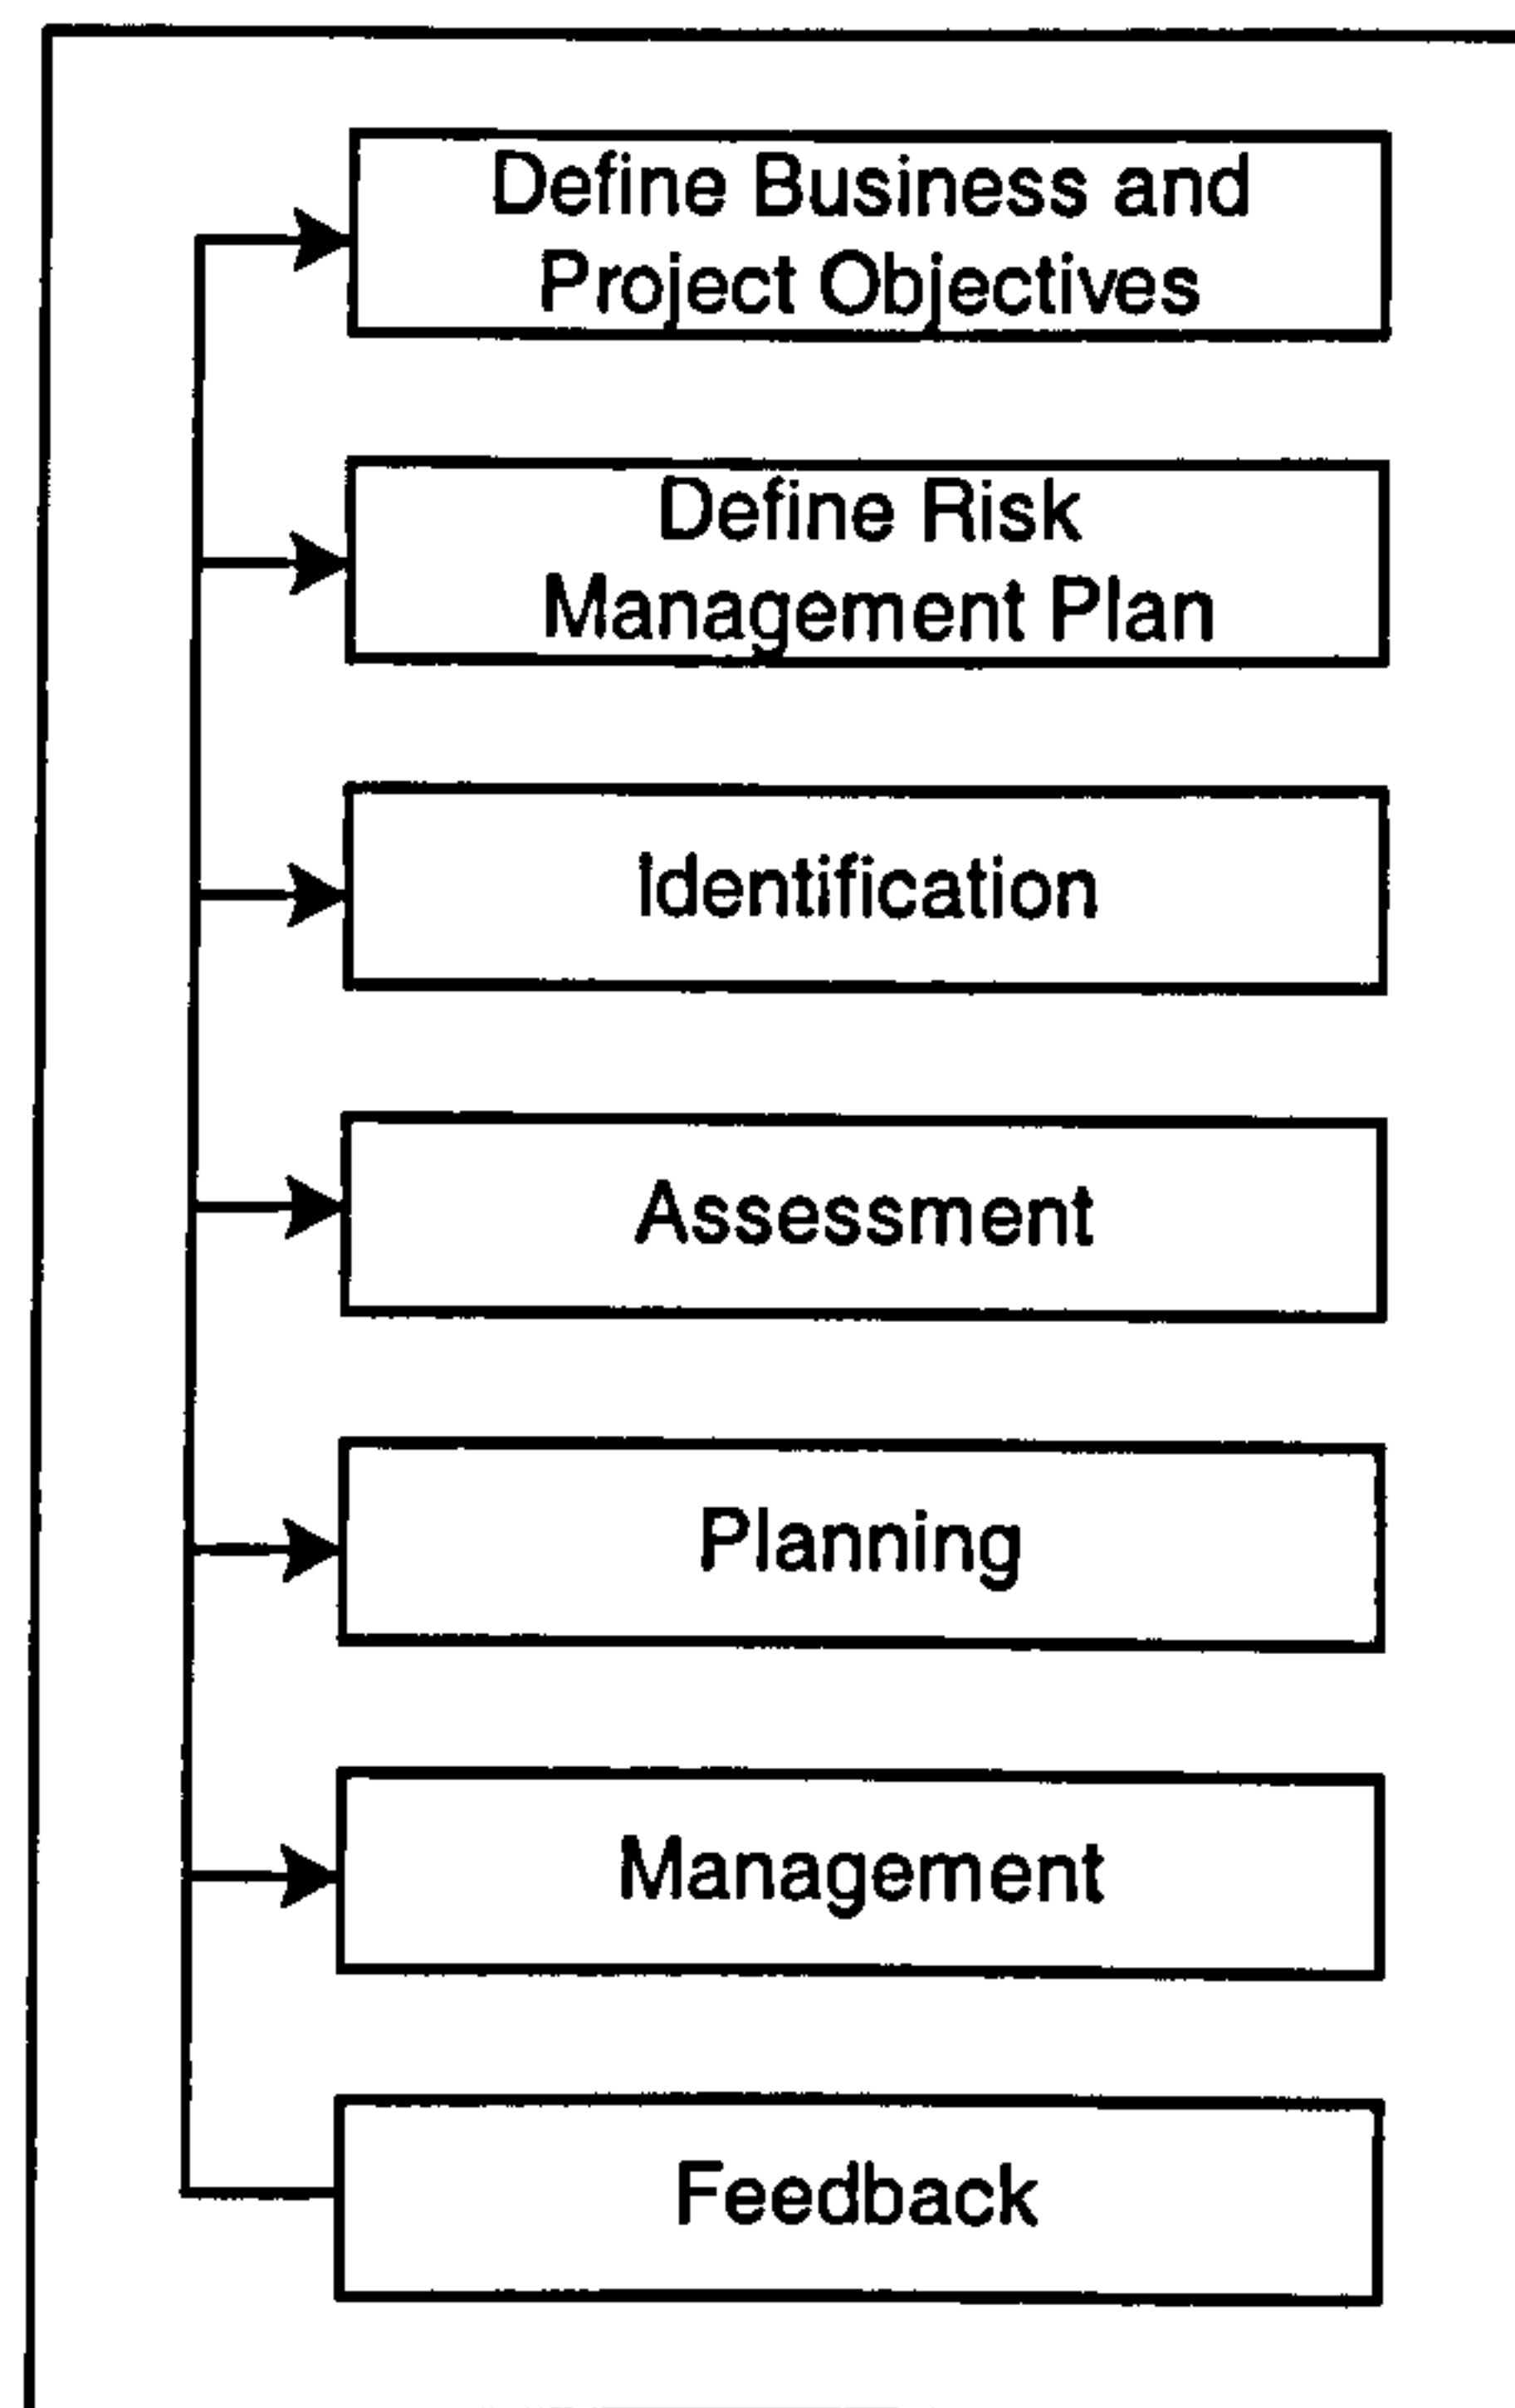 Define Business and
Project Objectives
Define Risk
Management Plan
Identification
Assessment
Planning
Management
Feedback